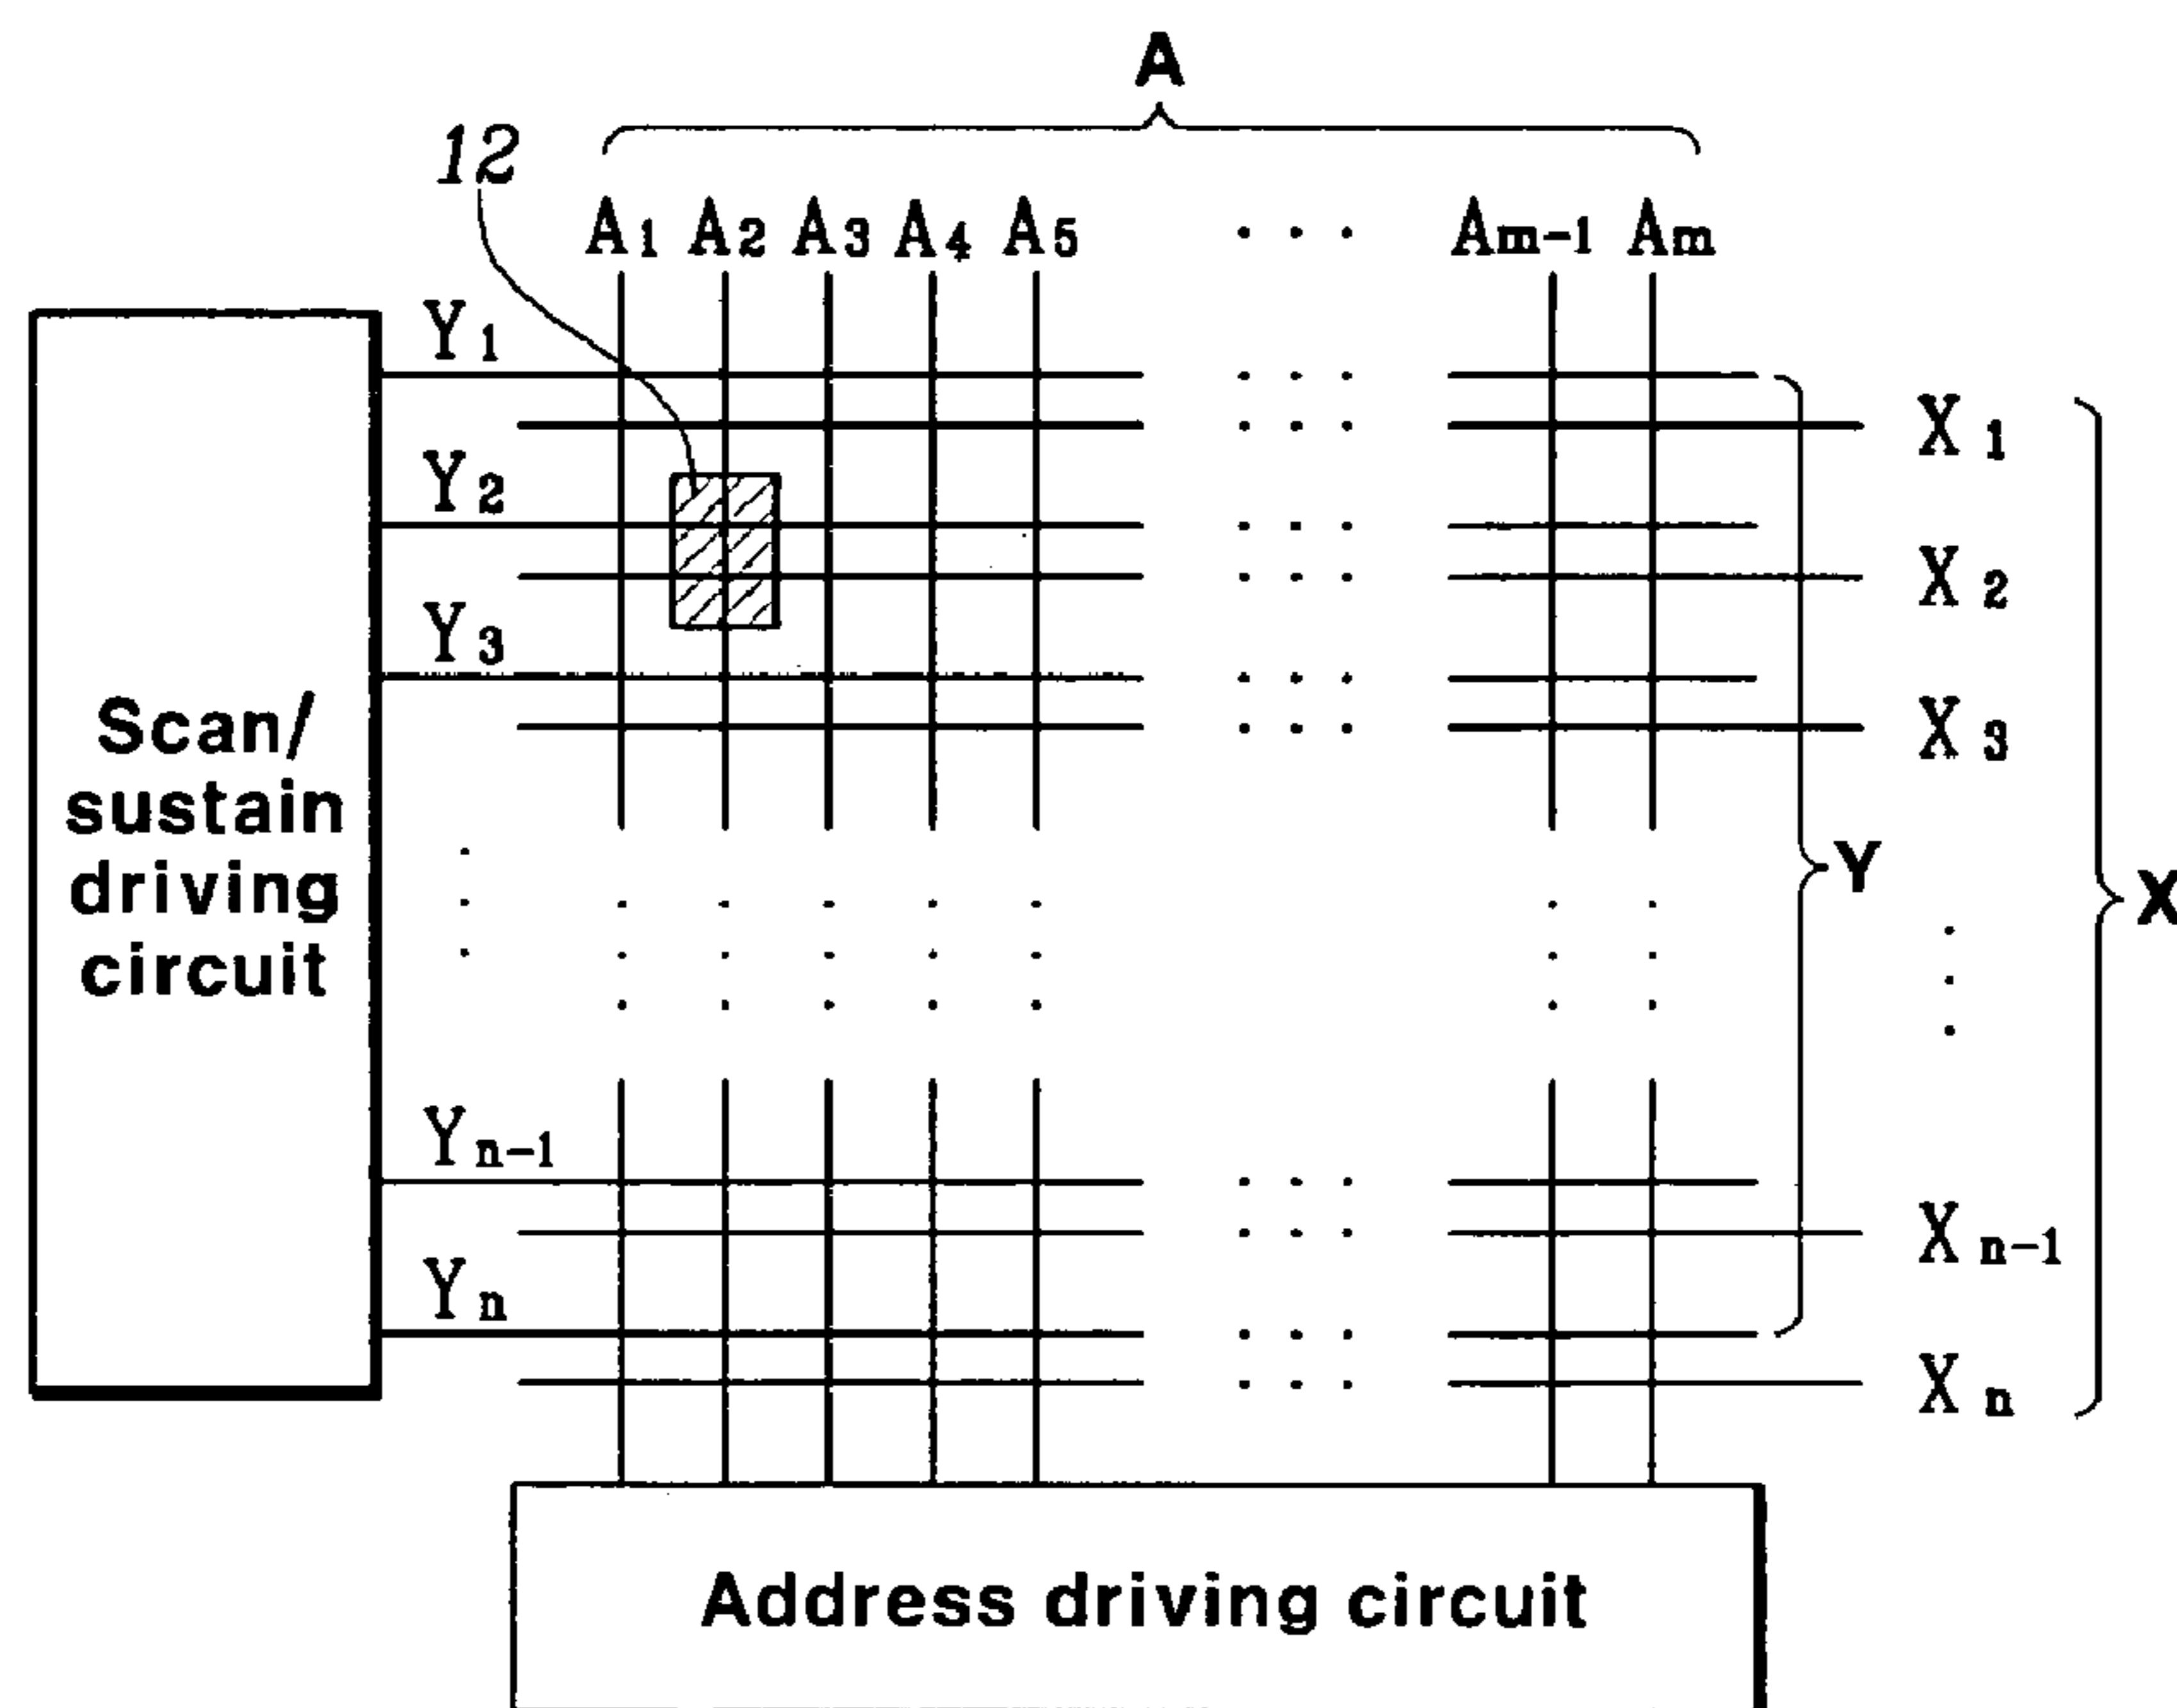 A
12
A1 A2 A3 A4 A5 . . . Am-1 Am
Y1
X1
Y2
X2
Y3
X3
Scan/
sustain
driving
circuit
Y
X
Yn-1
Xn-1
Yn
Xn
Address driving circuit